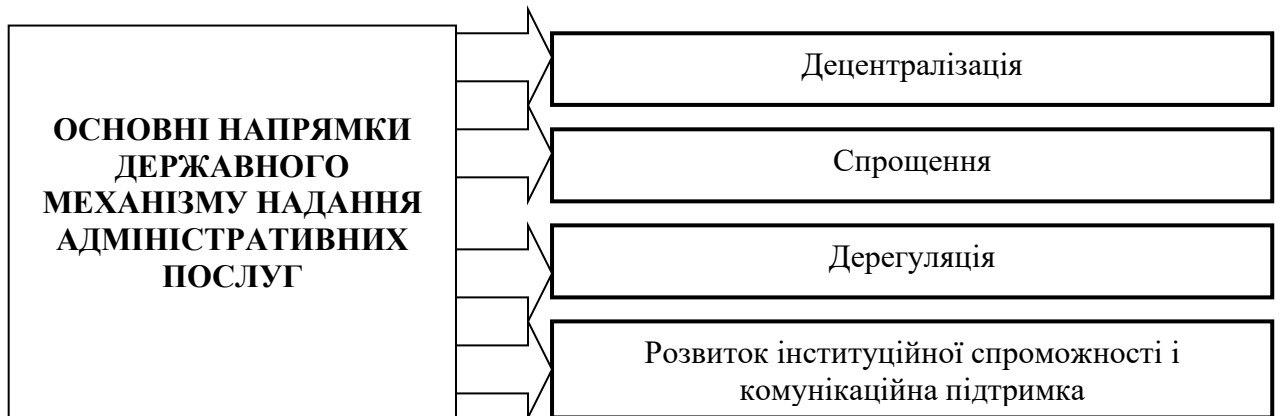 ОСНОВНІ НАПРЯМКИ
ДЕРЖАВНОГО
МЕХАНІЗМУ НАДАННЯ
АДМІНІСТРАТИВНИХ
ПОСЛУГ
Децентралізація
Спрощення
Дерегуляція
Розвиток інституційної спроможності і
комунікаційна підтримка